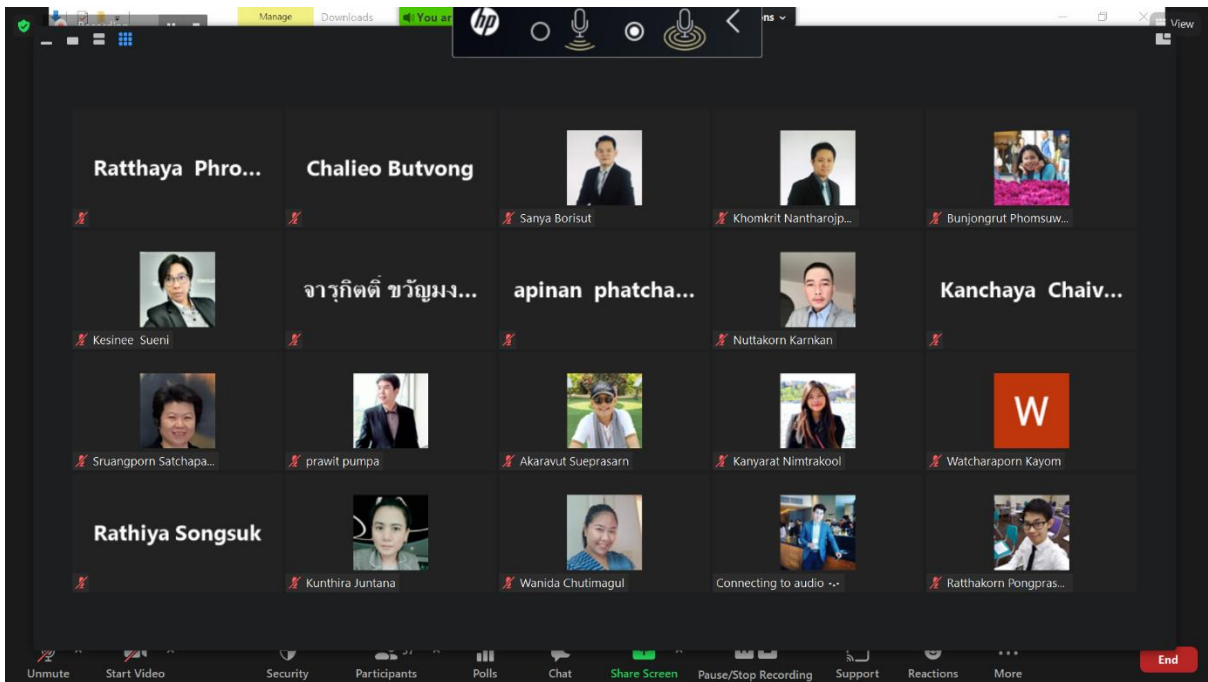 Manage
Downloads
You ar
hp
ns
View
Ratthaya Phro...
Chalieo Butvong
Sanya Borisut
Khomkrit Nantharojp...
Bunjongrut Phomsuw...
Kesinee Sueni
จารุกิตติ์ ขวัญมง...
apinan phatcha...
Nuttakorn Karnkan
Kanchaya Chaiv...
Sruangporn Satchapa...
prawit pumpa
Akaravut Sueprasarn
Kanyarat Nimtrakool
W
Watcharaporn Kayom
Rathiya Songsuk
Kunthira Juntana
Wanida Chutimagul
Connecting to audio
Ratthakorn Pongpras...
Unmute
Start Video
Security
Participants
Polls
Chat
Share Screen
Pause/Stop Recording
Support
Reactions
More
End